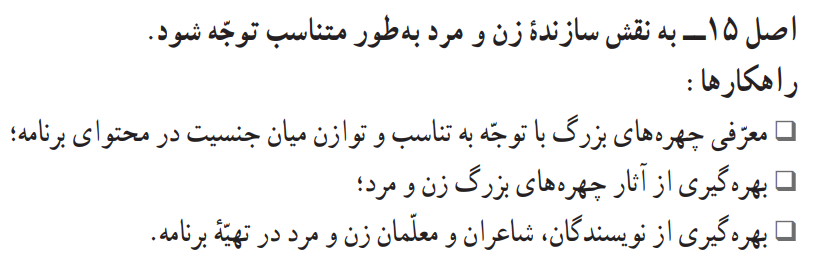 اصل ۱۵ــ به نقش سازندهٔ زن و مرد به‌طور متناسب توجّه شود.
راهکارها :
❏ معرّفی چهره‌های بزرگ با توجّه به تناسب و توازن میان جنسیت در محتوای برنامه؛
❏ بهره‌گیری از آثار چهره‌های بزرگ زن و مرد؛
❏ بهره‌گیری از نویسندگان، شاعران و معلّمان زن و مرد در تهیّهٔ برنامه.